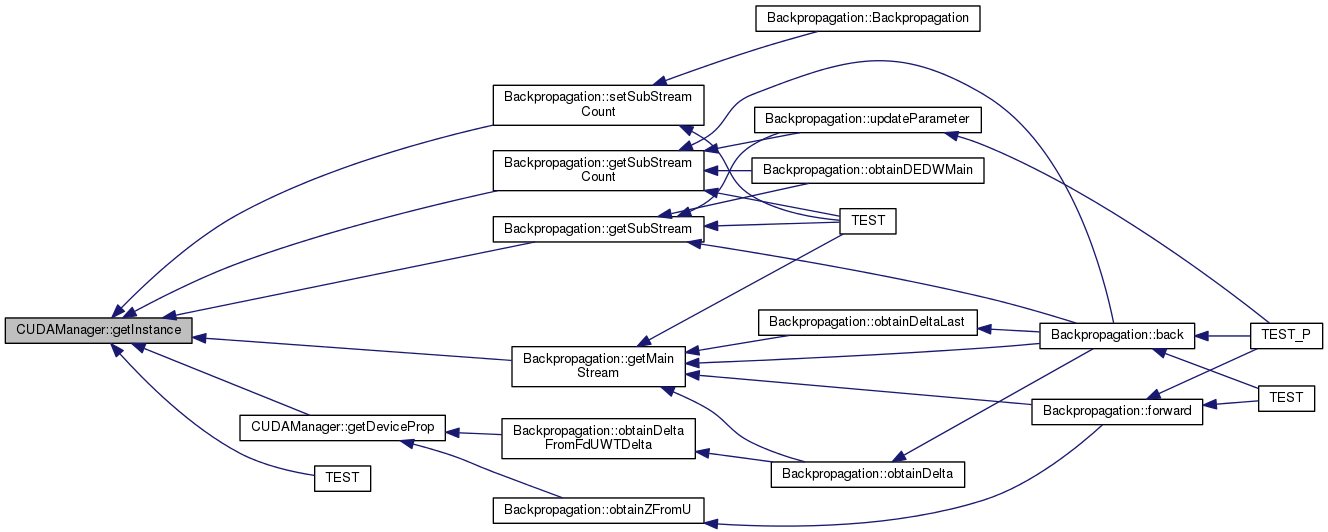 Backpropagation::Backpropagation
Backpropagation::setSubStream
Count
Backpropagation::updateParameter
Backpropagation::getSubStream
Count
Backpropagation::obtainDEDWMain
TEST
Backpropagation::getSubStream
CUDAManager::getInstance
Backpropagation::obtainDeltaLast
Backpropagation::back
TEST_P
Backpropagation::getMain
Stream
TEST
Backpropagation::forward
CUDAManager::getDeviceProp
Backpropagation::obtainDelta
FromFdUWTDelta
Backpropagation::obtainDelta
TEST
Backpropagation::obtainZFromU